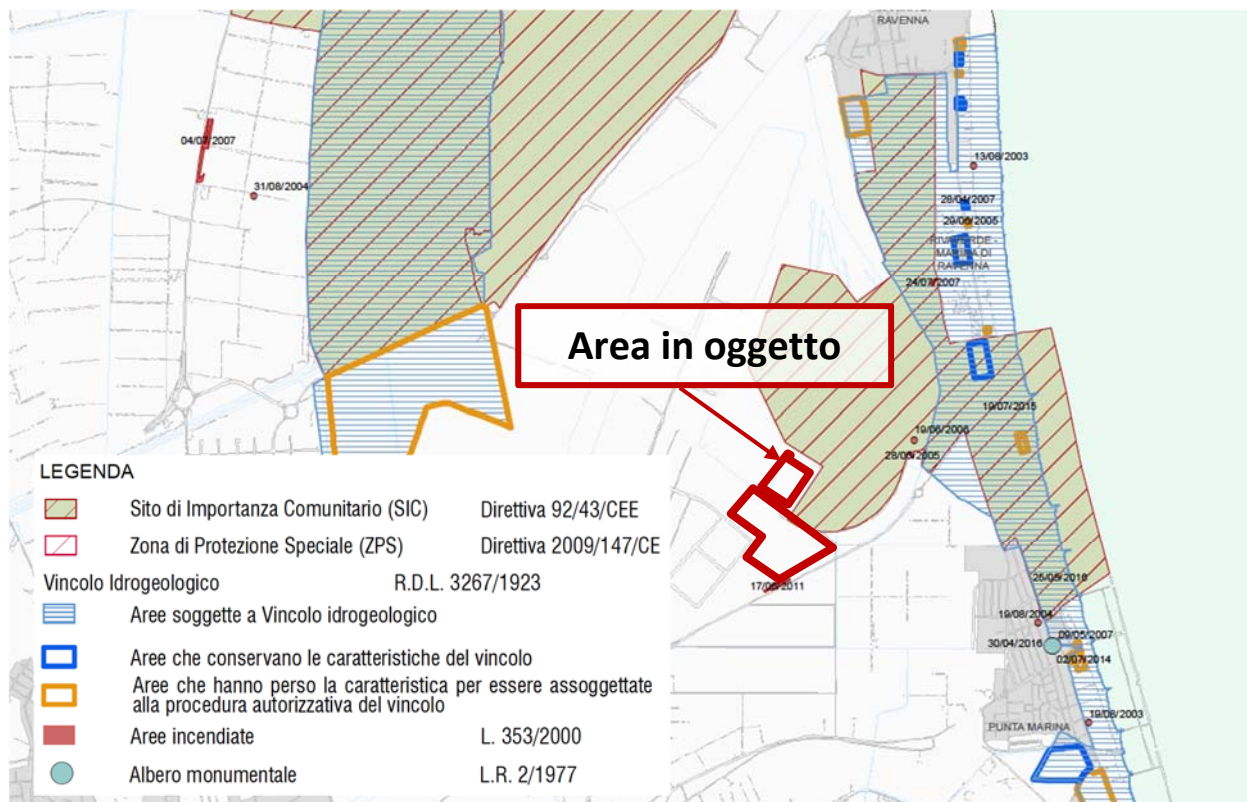 RAVENNA
04/07/2007
31/08/2004
13/08/2003
28/04/2007
29/06/2005
RIVAVERDE -
MARINA DI
RAVENNA
24/07/2007
Area in oggetto
19/07/2015
19/06/2006
28/06/2005
17/06/2011
25/05/2016
19/08/2004
30/04/2016
09/05/2007
02/07/2014
19/08/2003
PUNTA MARINA
LEGENDA
Sito di Importanza Comunitario (SIC) Direttiva 92/43/CEE
Zona di Protezione Speciale (ZPS) Direttiva 2009/147/CE
Vincolo Idrogeologico R.D.L. 3267/1923
Aree soggette a Vincolo idrogeologico
Aree che conservano le caratteristiche del vincolo
Aree che hanno perso la caratteristica per essere assoggettate
alla procedura autorizzativa del vincolo
Aree incendiate L. 353/2000
Albero monumentale L.R. 2/1977